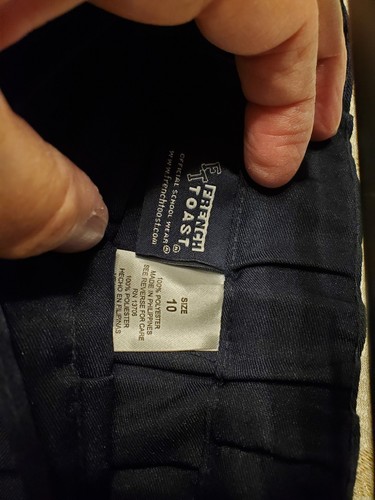 FT
FRENCH
TOAST®
OFFICIAL SCHOOL WEAR®
www.frenchtoast.com
SIZE
10
100% POLYESTER
MADE IN PHILIPPINES
SEE REVERSE FOR CARE
RN 13706
100% POLIESTER
HECHO EN FILIPINAS